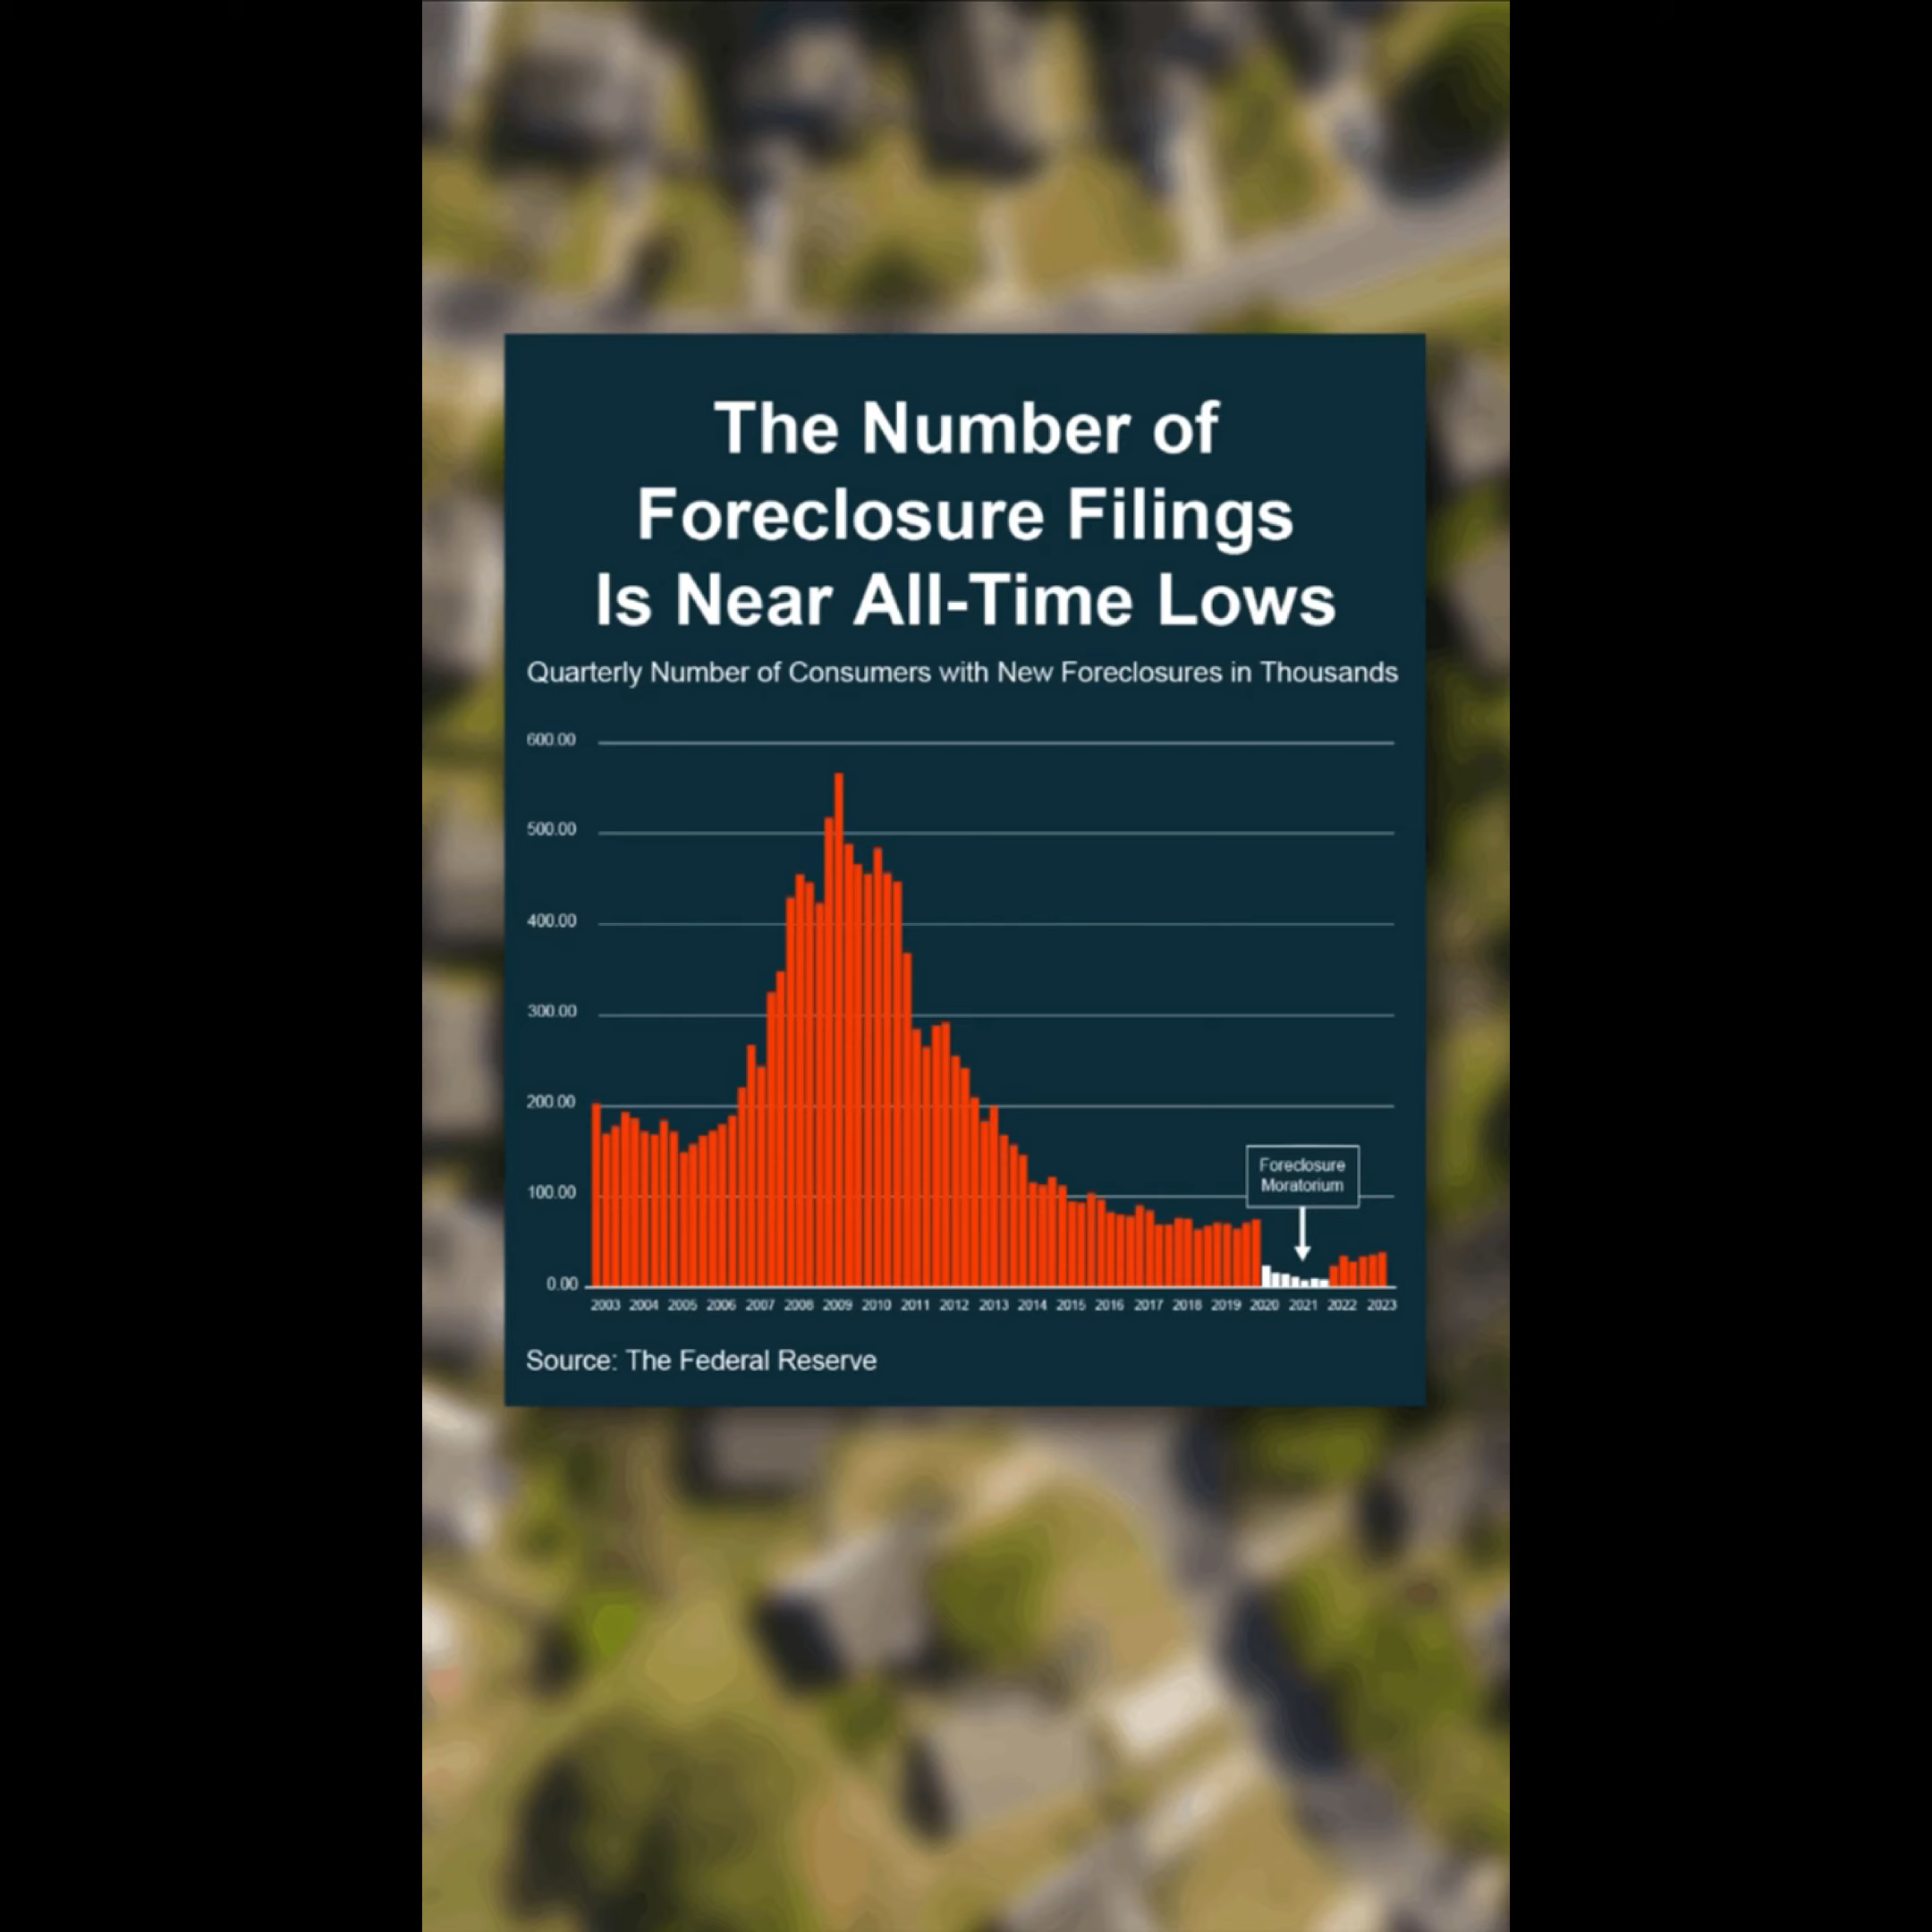 The Number of
Foreclosure Filings
Is Near All-Time Lows
Quarterly Number of Consumers with New Foreclosures in Thousands
600.00
500.00
400.00
300.00
200.00
100.00
0.00
Foreclosure
Moratorium
2003 2004 2005 2006 2007 2008 2009 2010 2011 2012 2013 2014 2015 2016 2017 2018 2019 2020 2021 2022 2023
Source: The Federal Reserve